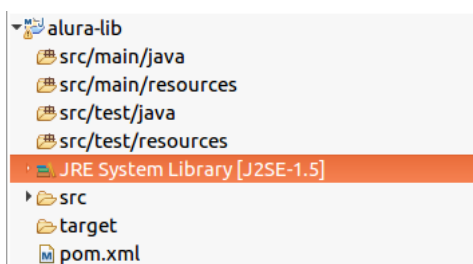 alura-lib
src/main/java
src/main/resources
src/test/java
src/test/resources
JRE System Library [J2SE-1.5]
src
target
pom.xml